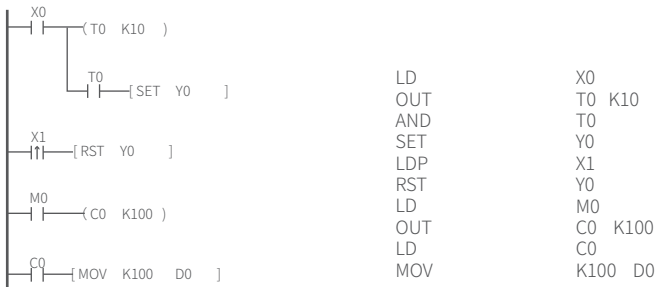 X0
( T0 K10 )
T0
[ SET Y0 ]
X1
[ RST Y0 ]
M0
( C0 K100 )
C0
[ MOV K100 D0 ]
LD X0
OUT T0 K10
AND T0
SET Y0
LDP X1
RST Y0
LD M0
OUT C0 K100
LD C0
MOV K100 D0